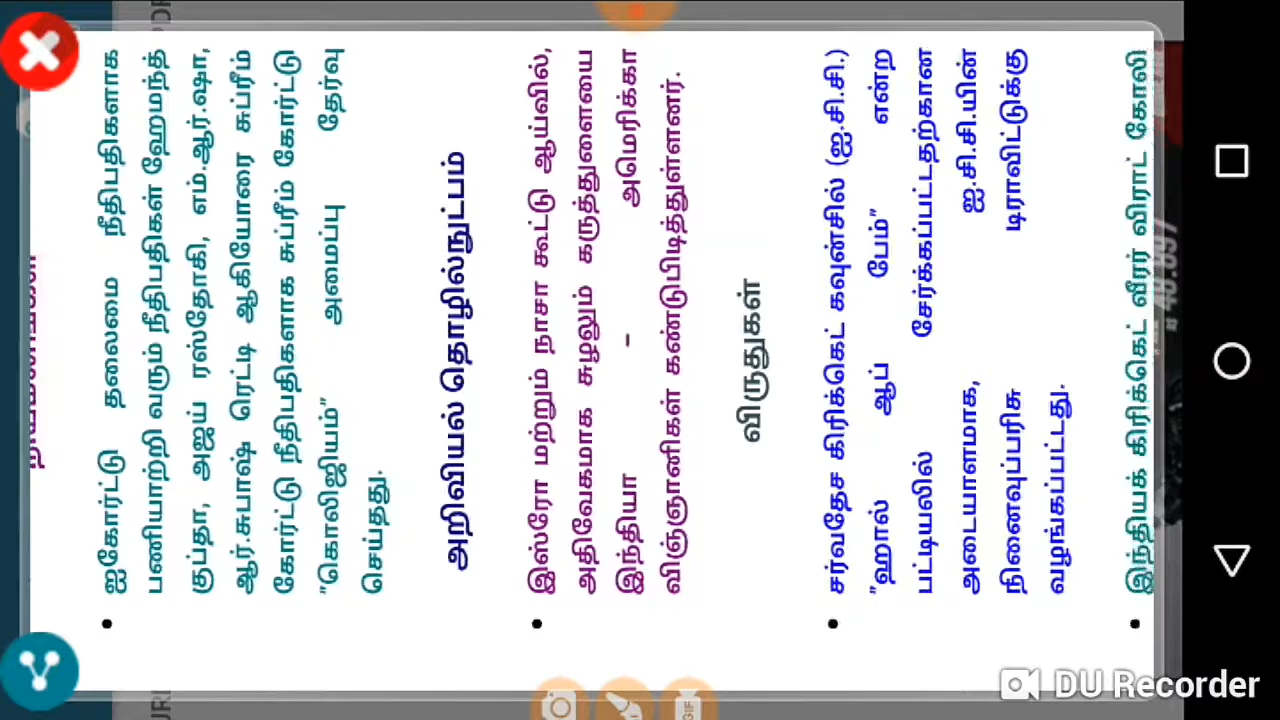 ஐகோர்ட்டு தலைமை நீதிபதிகளாக
பணியாற்றி வரும் நீதிபதிகள் ஹேமந்த்
குப்தா, அஜய் ரஸ்தோகி, எம்.ஆர்.ஷா,
ஆர்.சுபாஷ் ரெட்டி ஆகியோரை சுப்ரீம்
கோர்ட்டு நீதிபதிகளாக சுப்ரீம் கோர்ட்டு
"கொலிஜியம்" அமைப்பு தேர்வு
செய்தது.
அறிவியல் தொழில்நுட்பம்
இஸ்ரோ மற்றும் நாசா கூட்டு ஆய்வில்,
அதிவேகமாக சுழலும் கருத்துளையை
இந்தியா - அமெரிக்கா
விஞ்ஞானிகள் கண்டுபிடித்துள்ளனர்.
விருதுகள்
சர்வதேச கிரிக்கெட் கவுன்சில் (ஐ.சி.சி.)
"ஹால் ஆப் பேம்" என்ற
பட்டியலில் சேர்க்கப்பட்டதற்கான
அடையாளமாக, ஐ.சி.சி.யின்
நினைவுப்பரிசு டிராவிட்டுக்கு
வழங்கப்பட்டது.
இந்தியக் கிரிக்கெட் வீரர் விராட் கோலி
GIF
DU Recorder